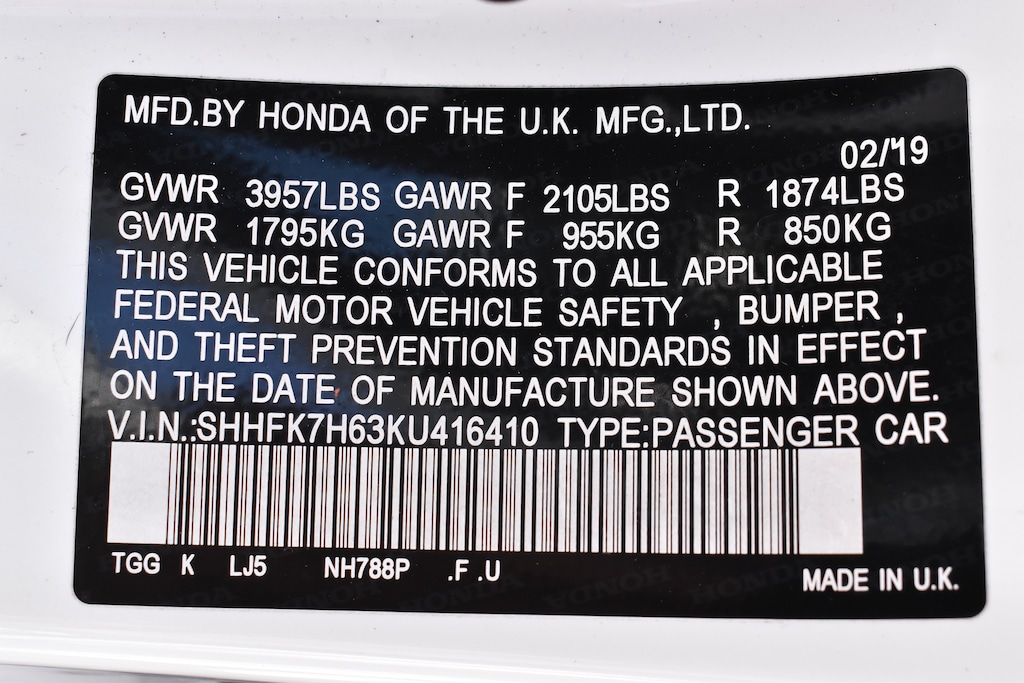 MFD.BY HONDA OF THE U.K. MFG.,LTD.
02/'19
GVWR 3957LBS GAWR F 2105LBS R 1874LBS
GVWR 1795KG GAWR F 955KG R 850KG
THIS VEHICLE CONFORMS TO ALL APPLICABLE
FEDERAL MOTOR VEHICLE SAFETY , BUMPER ,
AND THEFT PREVENTION STANDARDS IN EFFECT
ON THE DATE OF MANUFACTURE SHOWN ABOVE.
V.I.N.:SHHFK7H63KU416410 TYPE:PASSENGER CAR
TGG K LJ5 NH788P .F .U
MADE IN U.K.